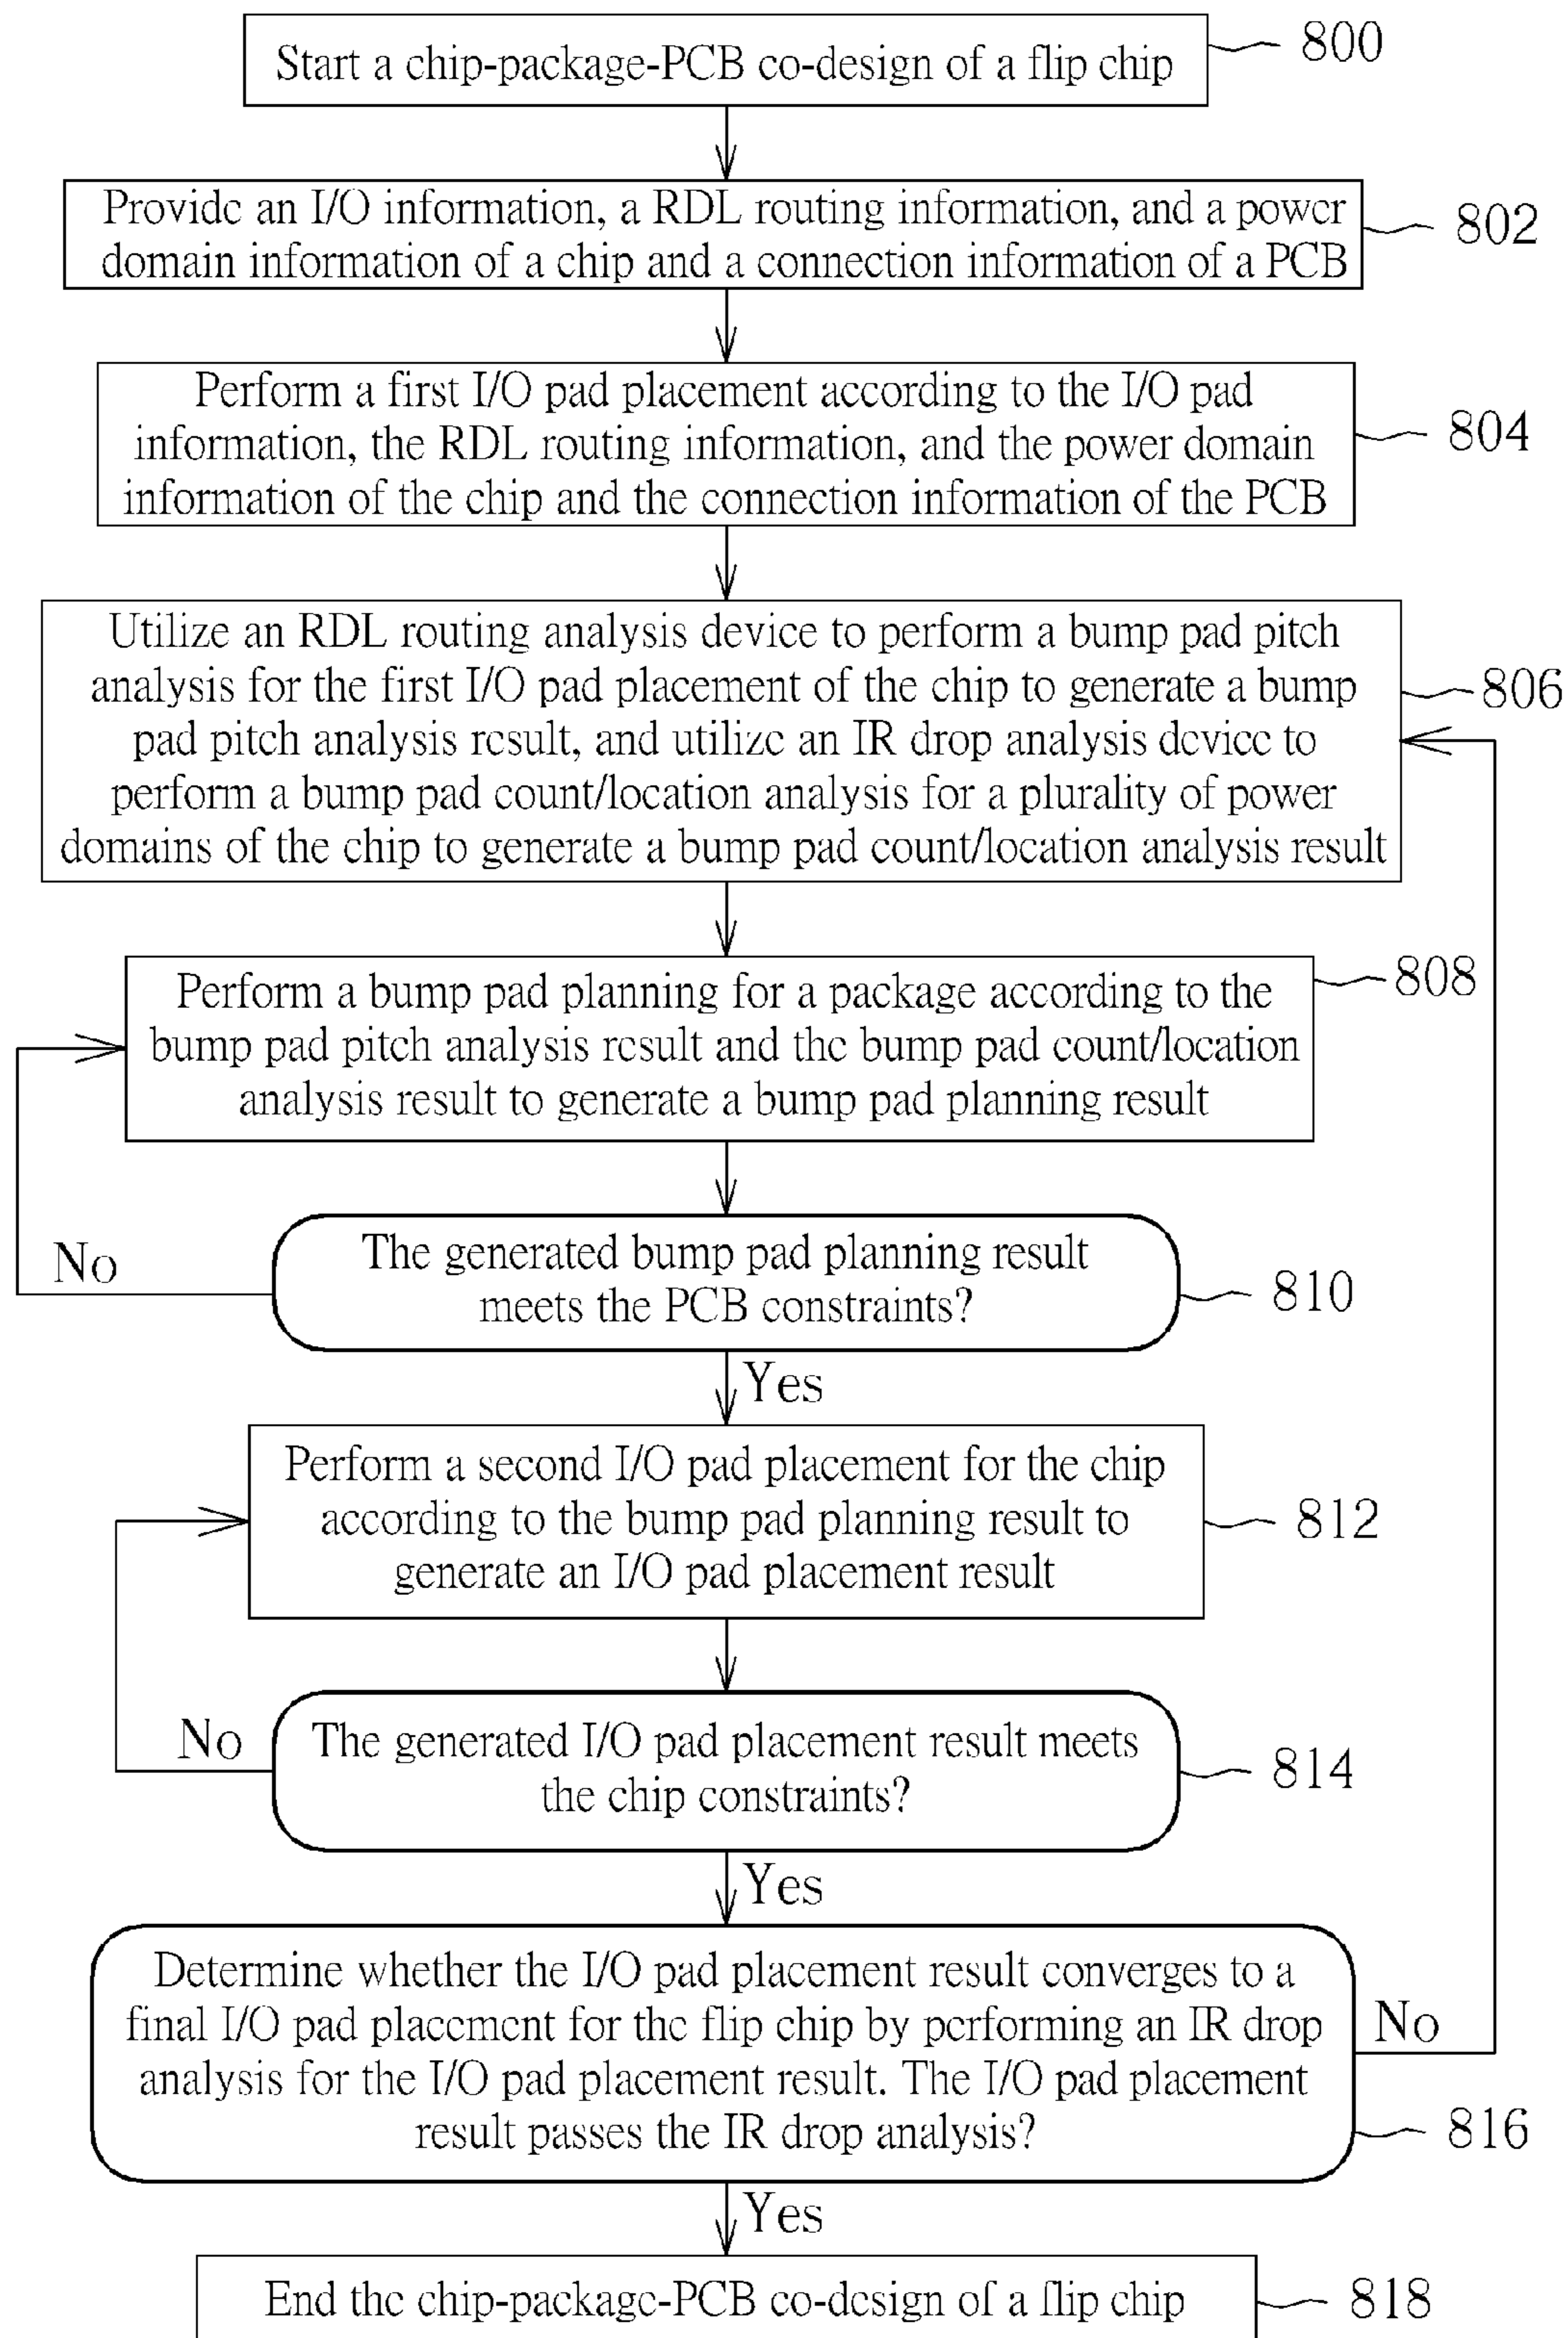 Start a chip-package-PCB co-design of a flip chip
800
Provide an I/O information, a RDL routing information, and a power
domain information of a chip and a connection information of a PCB
802
Perform a first I/O pad placement according to the I/O pad
information, the RDL routing information, and the power domain
information of the chip and the connection information of the PCB
804
Utilize an RDL routing analysis device to perform a bump pad pitch
analysis for the first I/O pad placement of the chip to generate a bump
pad pitch analysis result, and utilize an IR drop analysis device to
perform a bump pad count/location analysis for a plurality of power
domains of the chip to generate a bump pad count/location analysis result
806
Perform a bump pad planning for a package according to the
bump pad pitch analysis result and the bump pad count/location
analysis result to generate a bump pad planning result
808
The generated bump pad planning result
meets the PCB constraints?
810
No
Yes
Perform a second I/O pad placement for the chip
according to the bump pad planning result to
generate an I/O pad placement result
812
The generated I/O pad placement result meets
the chip constraints?
814
No
Yes
Determine whether the I/O pad placement result converges to a
final I/O pad placement for the flip chip by performing an IR drop
analysis for the I/O pad placement result. The I/O pad placement
result passes the IR drop analysis?
816
No
Yes
End the chip-package-PCB co-design of a flip chip
818